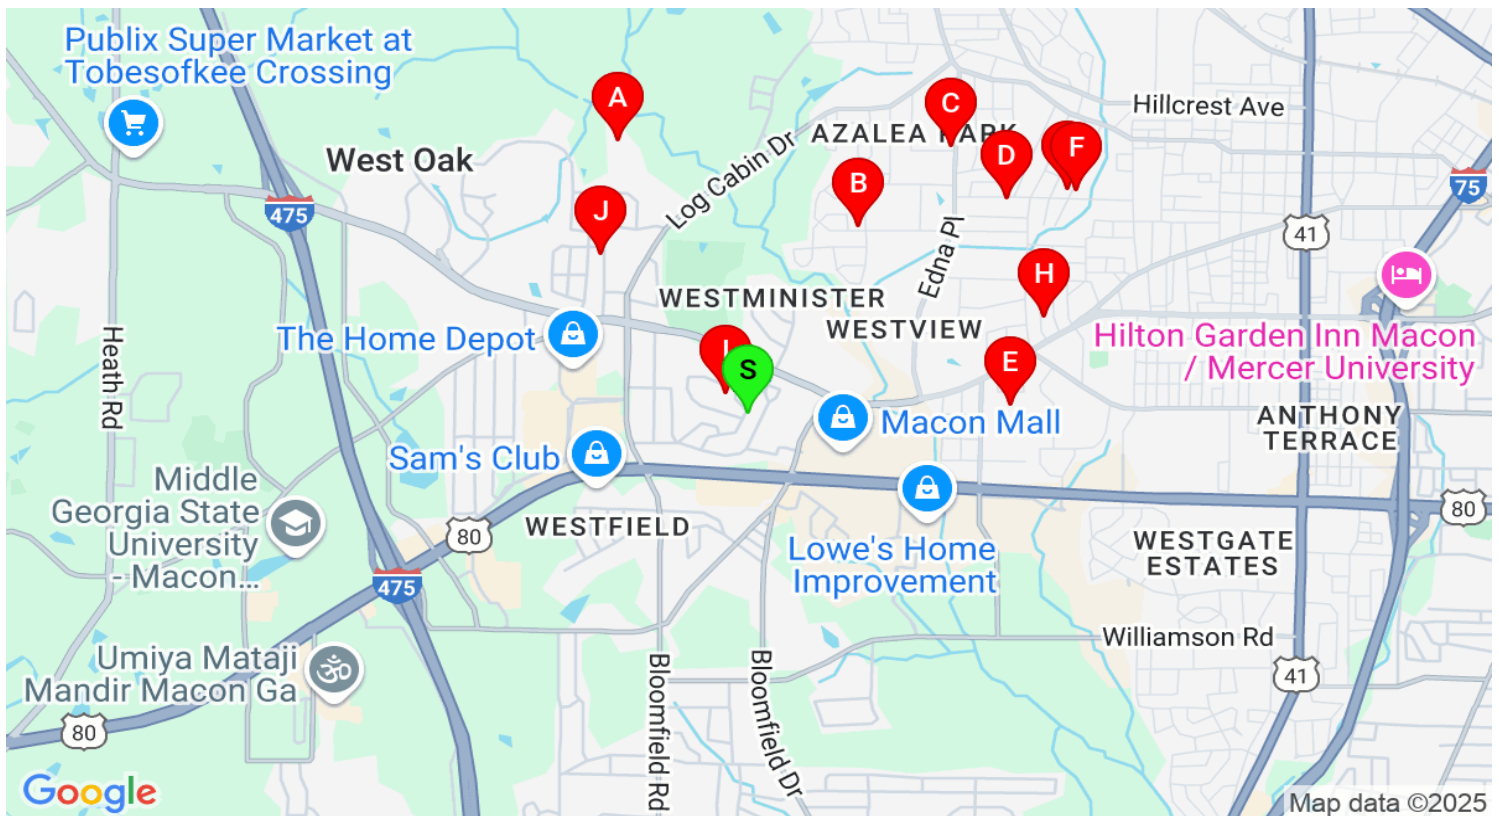 Publix Super Market at
Tobesofkee Crossing
A
C
Hillcrest Ave
AZALEA PARK
West Oak
Log Cabin Dr
D
F
B
475
75
J
41
Edna Pl
H
WESTMINISTER
WESTVIEW
The Home Depot
Heath Rd
Hilton Garden Inn Macon
/ Mercer University
I
S
E
Macon Mall
ANTHONY
TERRACE
Sam's Club
Middle
Georgia State
University
- Macon...
80
80
WESTFIELD
WESTGATE
ESTATES
Lowe's Home
Improvement
475
Williamson Rd
Umiya Mataji
Mandir Macon Ga
41
Bloomfield Rd
Bloomfield Dr
80
Google
Map data ©2025